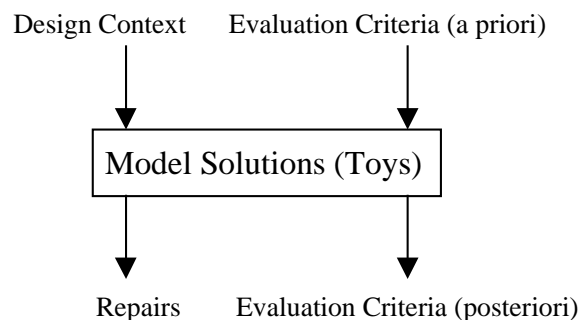 Design Context
Evaluation Criteria (a priori)
Model Solutions (Toys)
Repairs
Evaluation Criteria (posteriori)